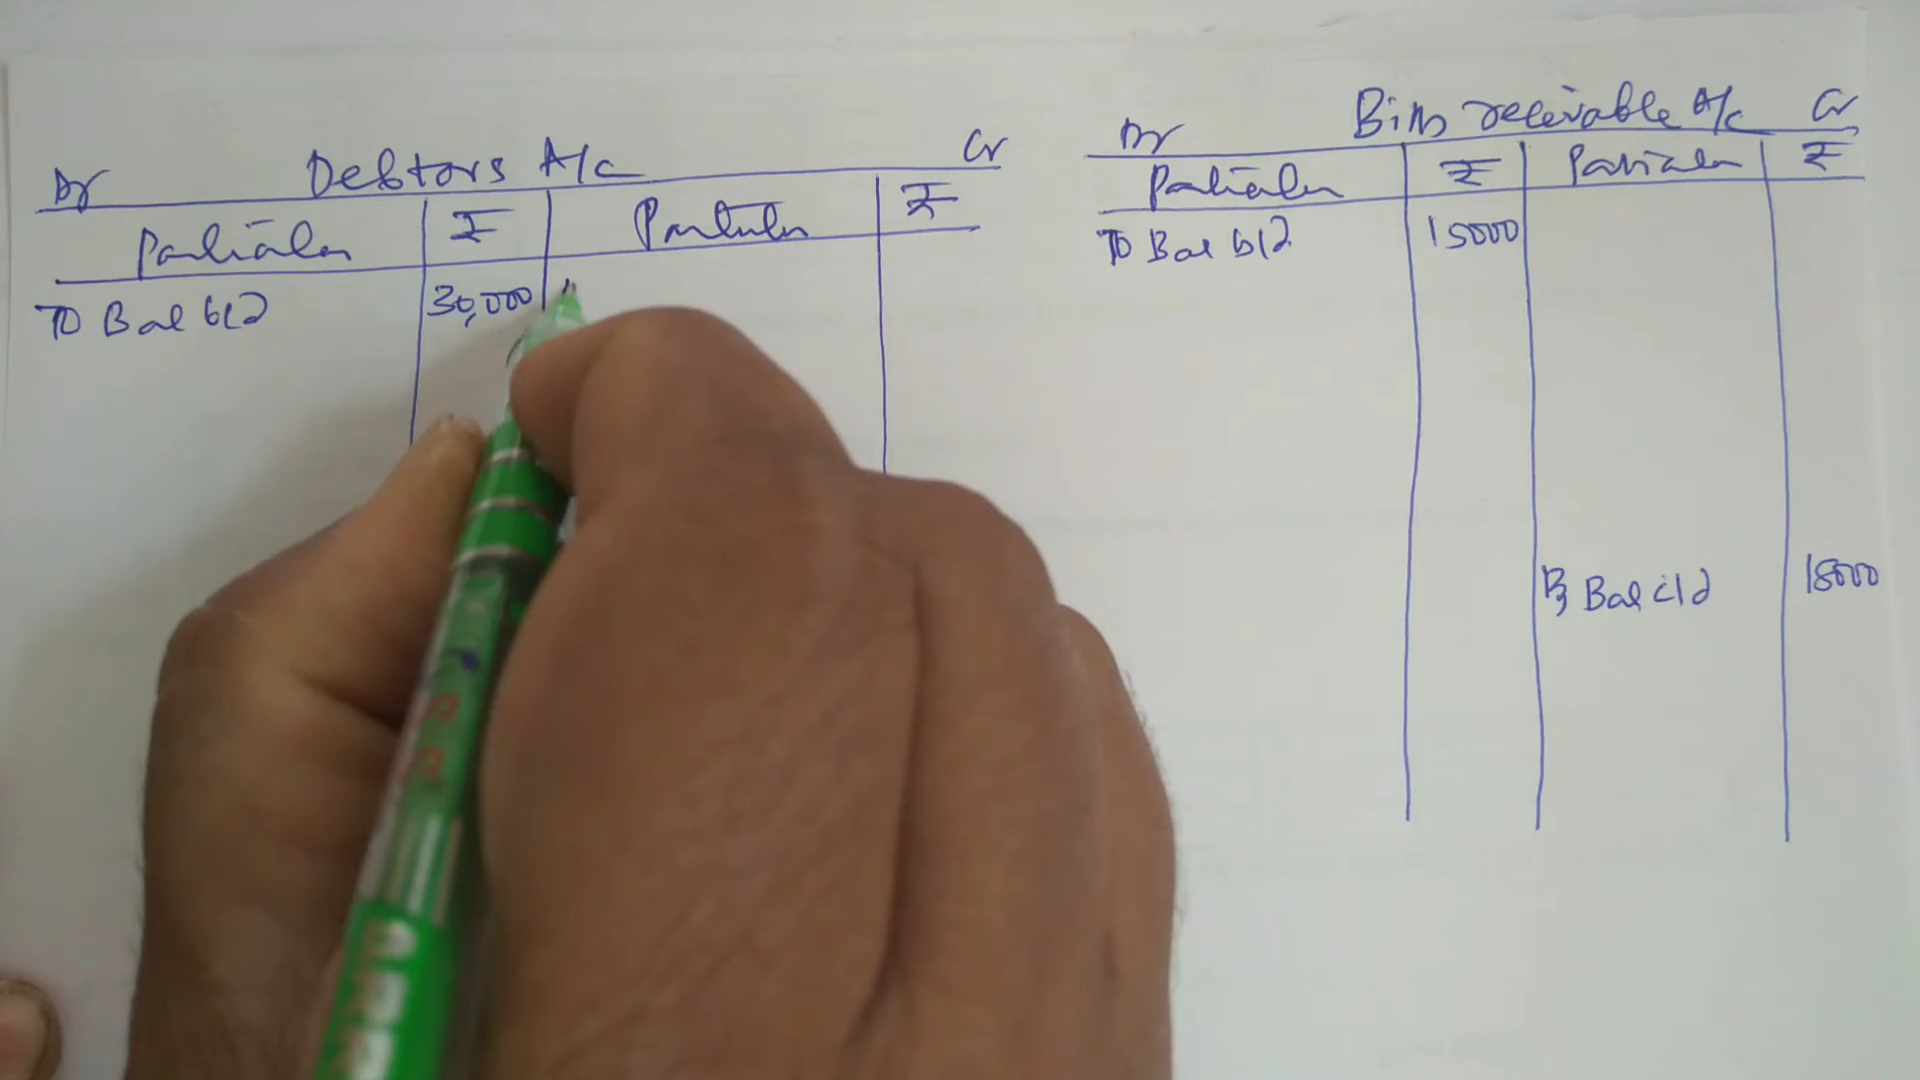 Dr Debtors A/c Cr
Particulars ₹ Particulars ₹
To Bal b/d 30,000
Dr Bills receivable A/c Cr
Particulars ₹ Particulars ₹
To Bal b/d 15000
By Bal c/d 18000